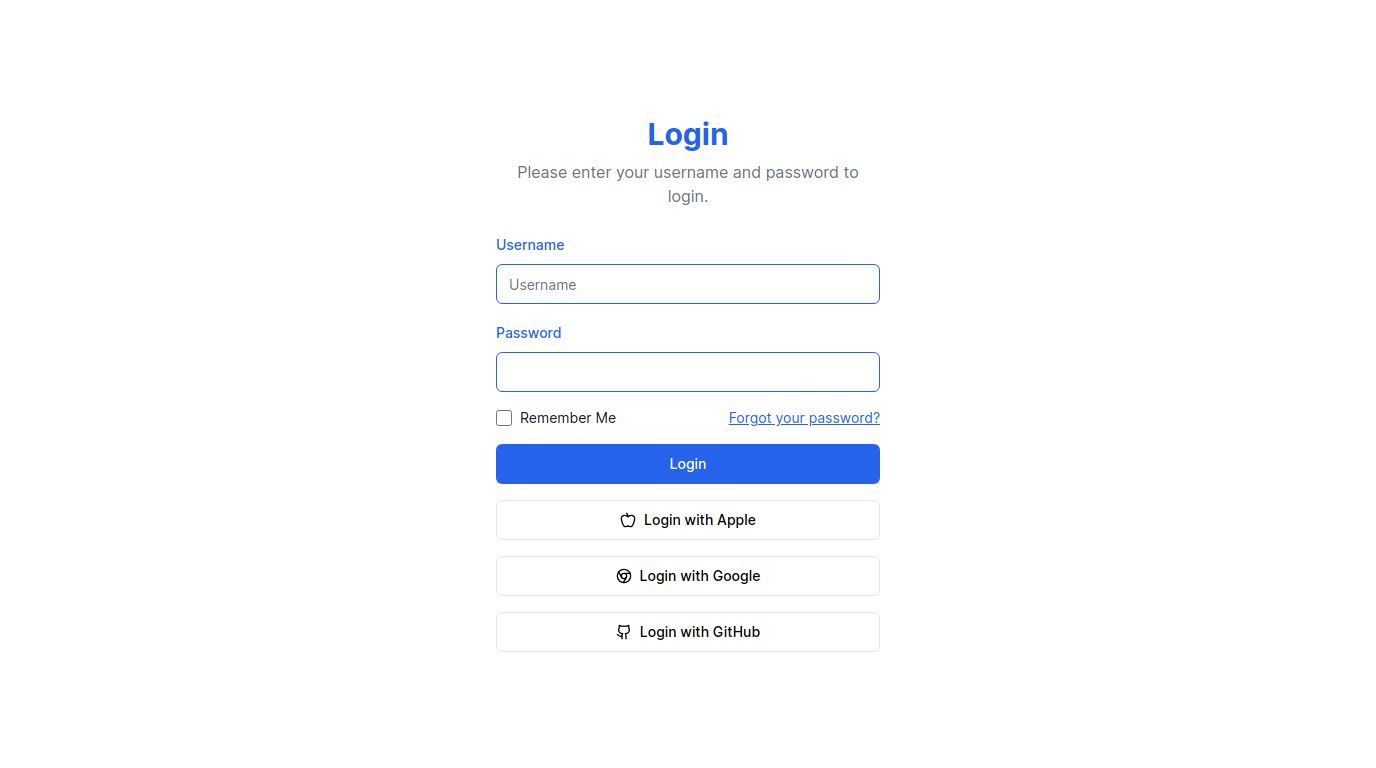 Login
Please enter your username and password to
login.
Username
Username
Password
Remember Me
Forgot your password?
Login
Login with Apple
Login with Google
Login with GitHub